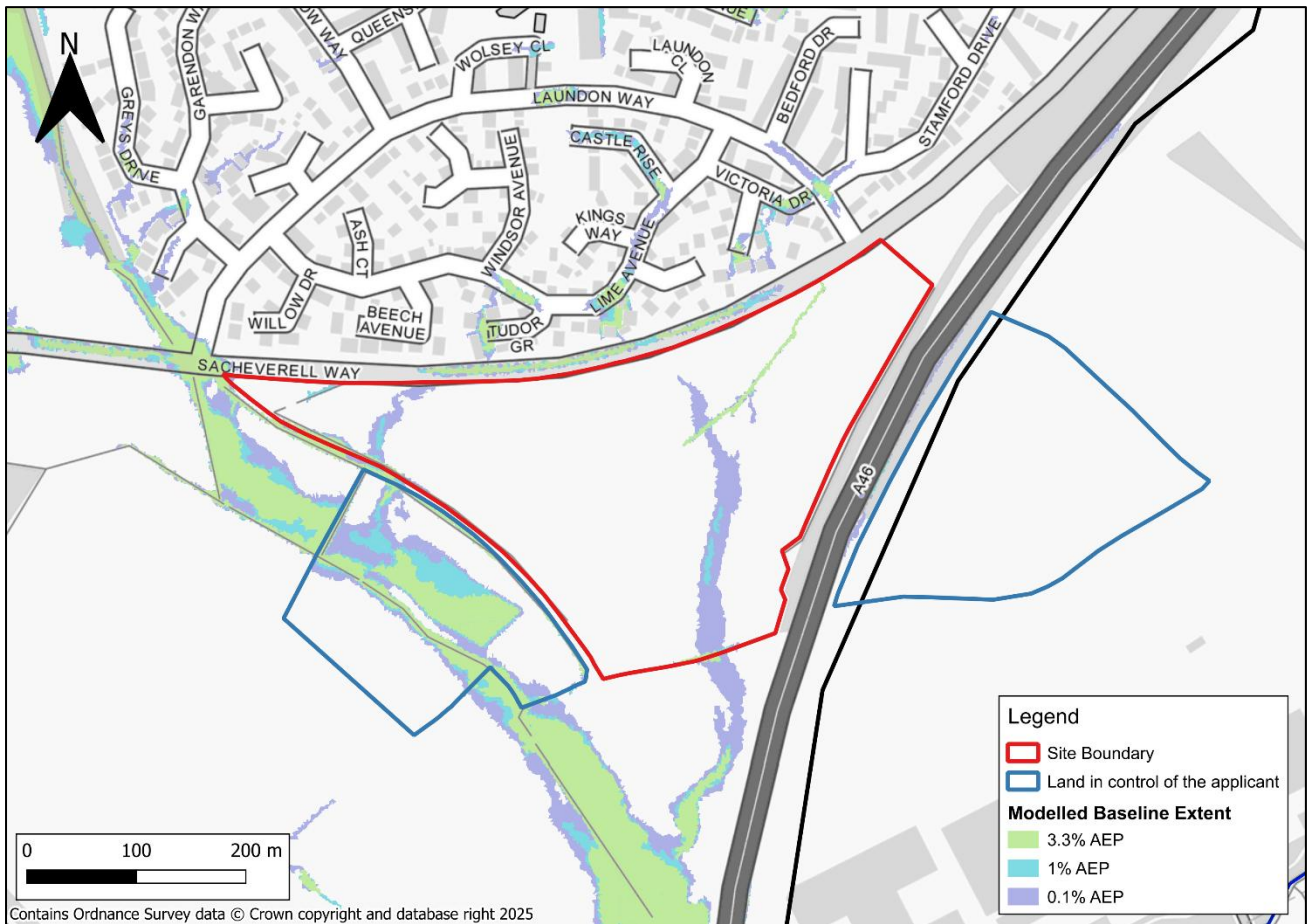 N
GREYS DRIVE
GARENDON W
OW WAY
QUEENS
WOLSEY CL
LAUNDON CL
LAUNDON WAY
BEDFORD DR
STAMFORD DRIVE
CASTLE RISE
VICTORIA DR
KINGS WAY
LIME AVENUE
WINDSOR AVENUE
ASH CT
WILLOW DR
BEECH AVENUE
TUDOR GR
SACHEVERELL WAY
A46
Legend
Site Boundary
Land in control of the applicant
Modelled Baseline Extent
3.3% AEP
1% AEP
0.1% AEP
0 100 200 m
Contains Ordnance Survey data © Crown copyright and database right 2025